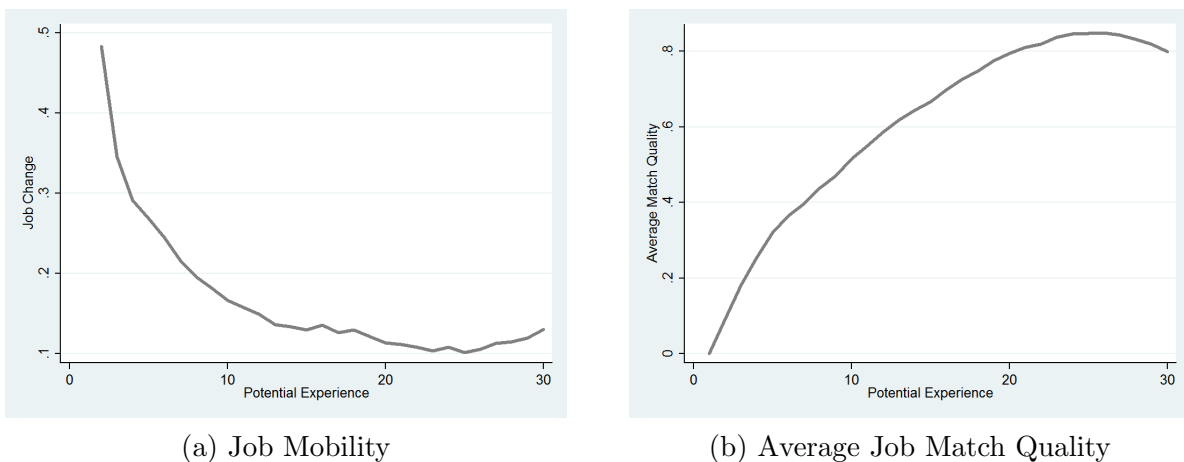 .5
.4
.3
.2
.1
Job Change
0 10 20 30
Potential Experience
(a) Job Mobility
.8
.6
.4
.2
0
Average Match Quality
0 10 20 30
Potential Experience
(b) Average Job Match Quality